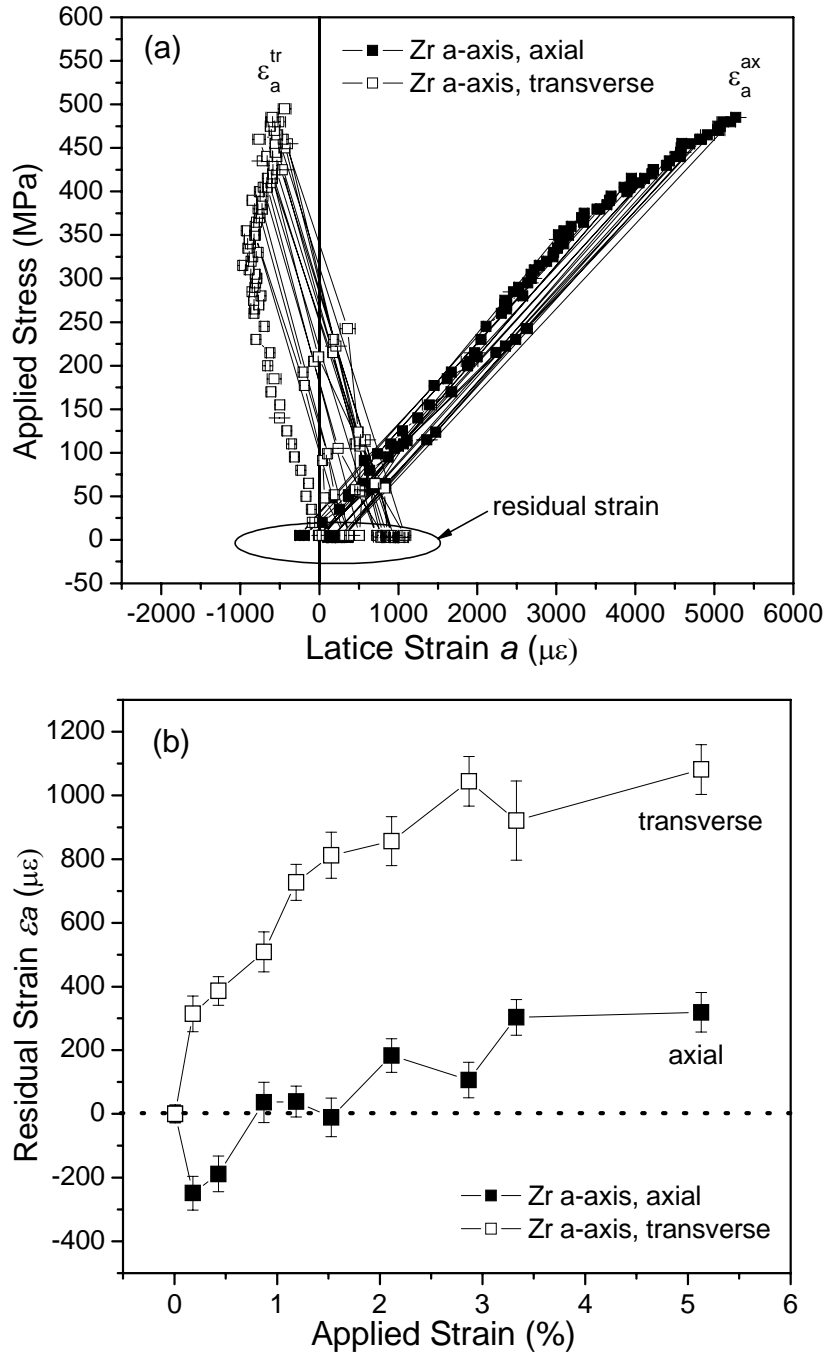 (a)
ε_a^tr
Zr a-axis, axial
Zr a-axis, transverse
ε_a^ax
600
550
500
450
400
350
300
250
200
150
100
50
0
-50
Applied Stress (MPa)
residual strain
-2000 -1000 0 1000 2000 3000 4000 5000 6000
Latice Strain a (με)
(b)
1200
1000
800
600
400
200
0
-200
-400
Residual Strain εa (με)
transverse
axial
Zr a-axis, axial
Zr a-axis, transverse
0 1 2 3 4 5 6
Applied Strain (%)